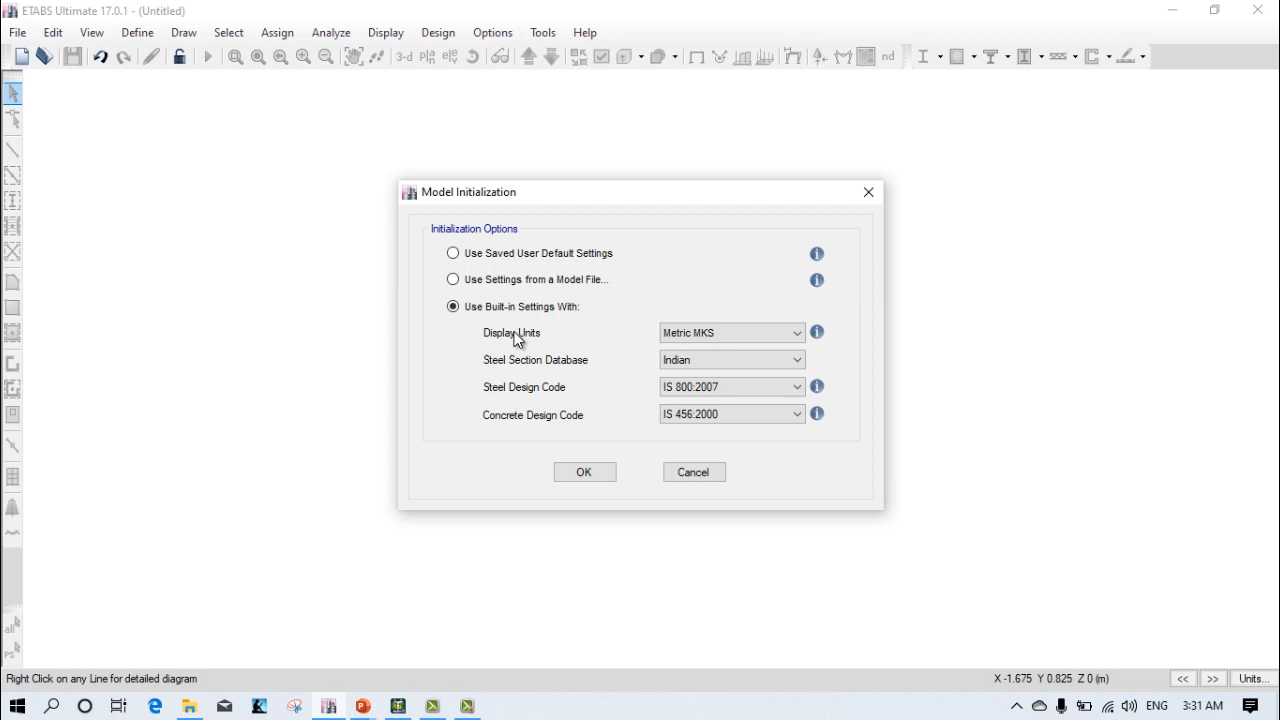 ETABS Ultimate 17.0.1 - (Untitled)
File Edit View Define Draw Select Assign Analyze Display Design Options Tools Help
3-d nd
Model Initialization
Initialization Options
Use Saved User Default Settings
Use Settings from a Model File...
Use Built-in Settings With:
Display Units Metric MKS
Steel Section Database Indian
Steel Design Code IS 800:2007
Concrete Design Code IS 456:2000
OK Cancel
all
ps
Right Click on any Line for detailed diagram X -1.675 Y 0.825 Z 0 (m) << >> Units...
ENG 3:31 AM